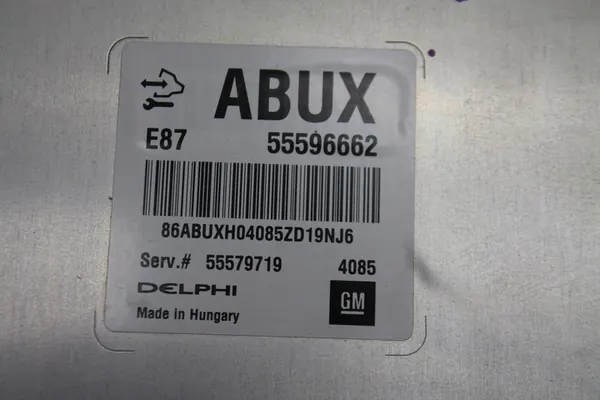 ABUX
E87 55596662
86ABUXH04085ZD19NJ6
Serv.# 55579719 4085
DELPHI
Made in Hungary GM